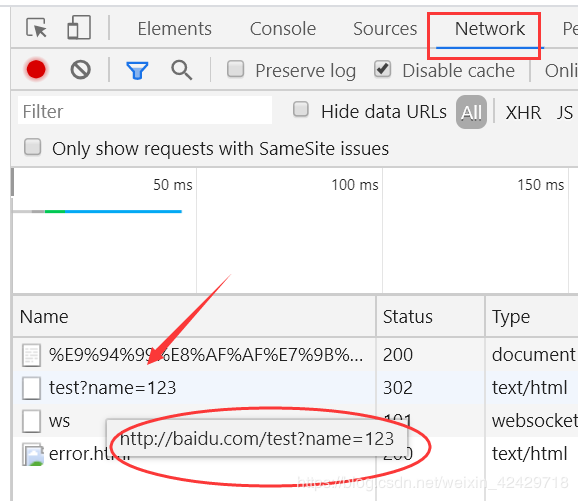 Elements Console Sources Network Pe
Preserve log Disable cache Onli
Filter Hide data URLs All XHR JS
Only show requests with SameSite issues
50 ms 100 ms 150 ms
Name Status Type
%E9%94%99%E8%AF%AF%E7%9B%... 200 document
test?name=123 302 text/html
ws 101 websocket
http://baidu.com/test?name=123
error.html 200 text/html
https://blog.csdn.net/weixin_42429718